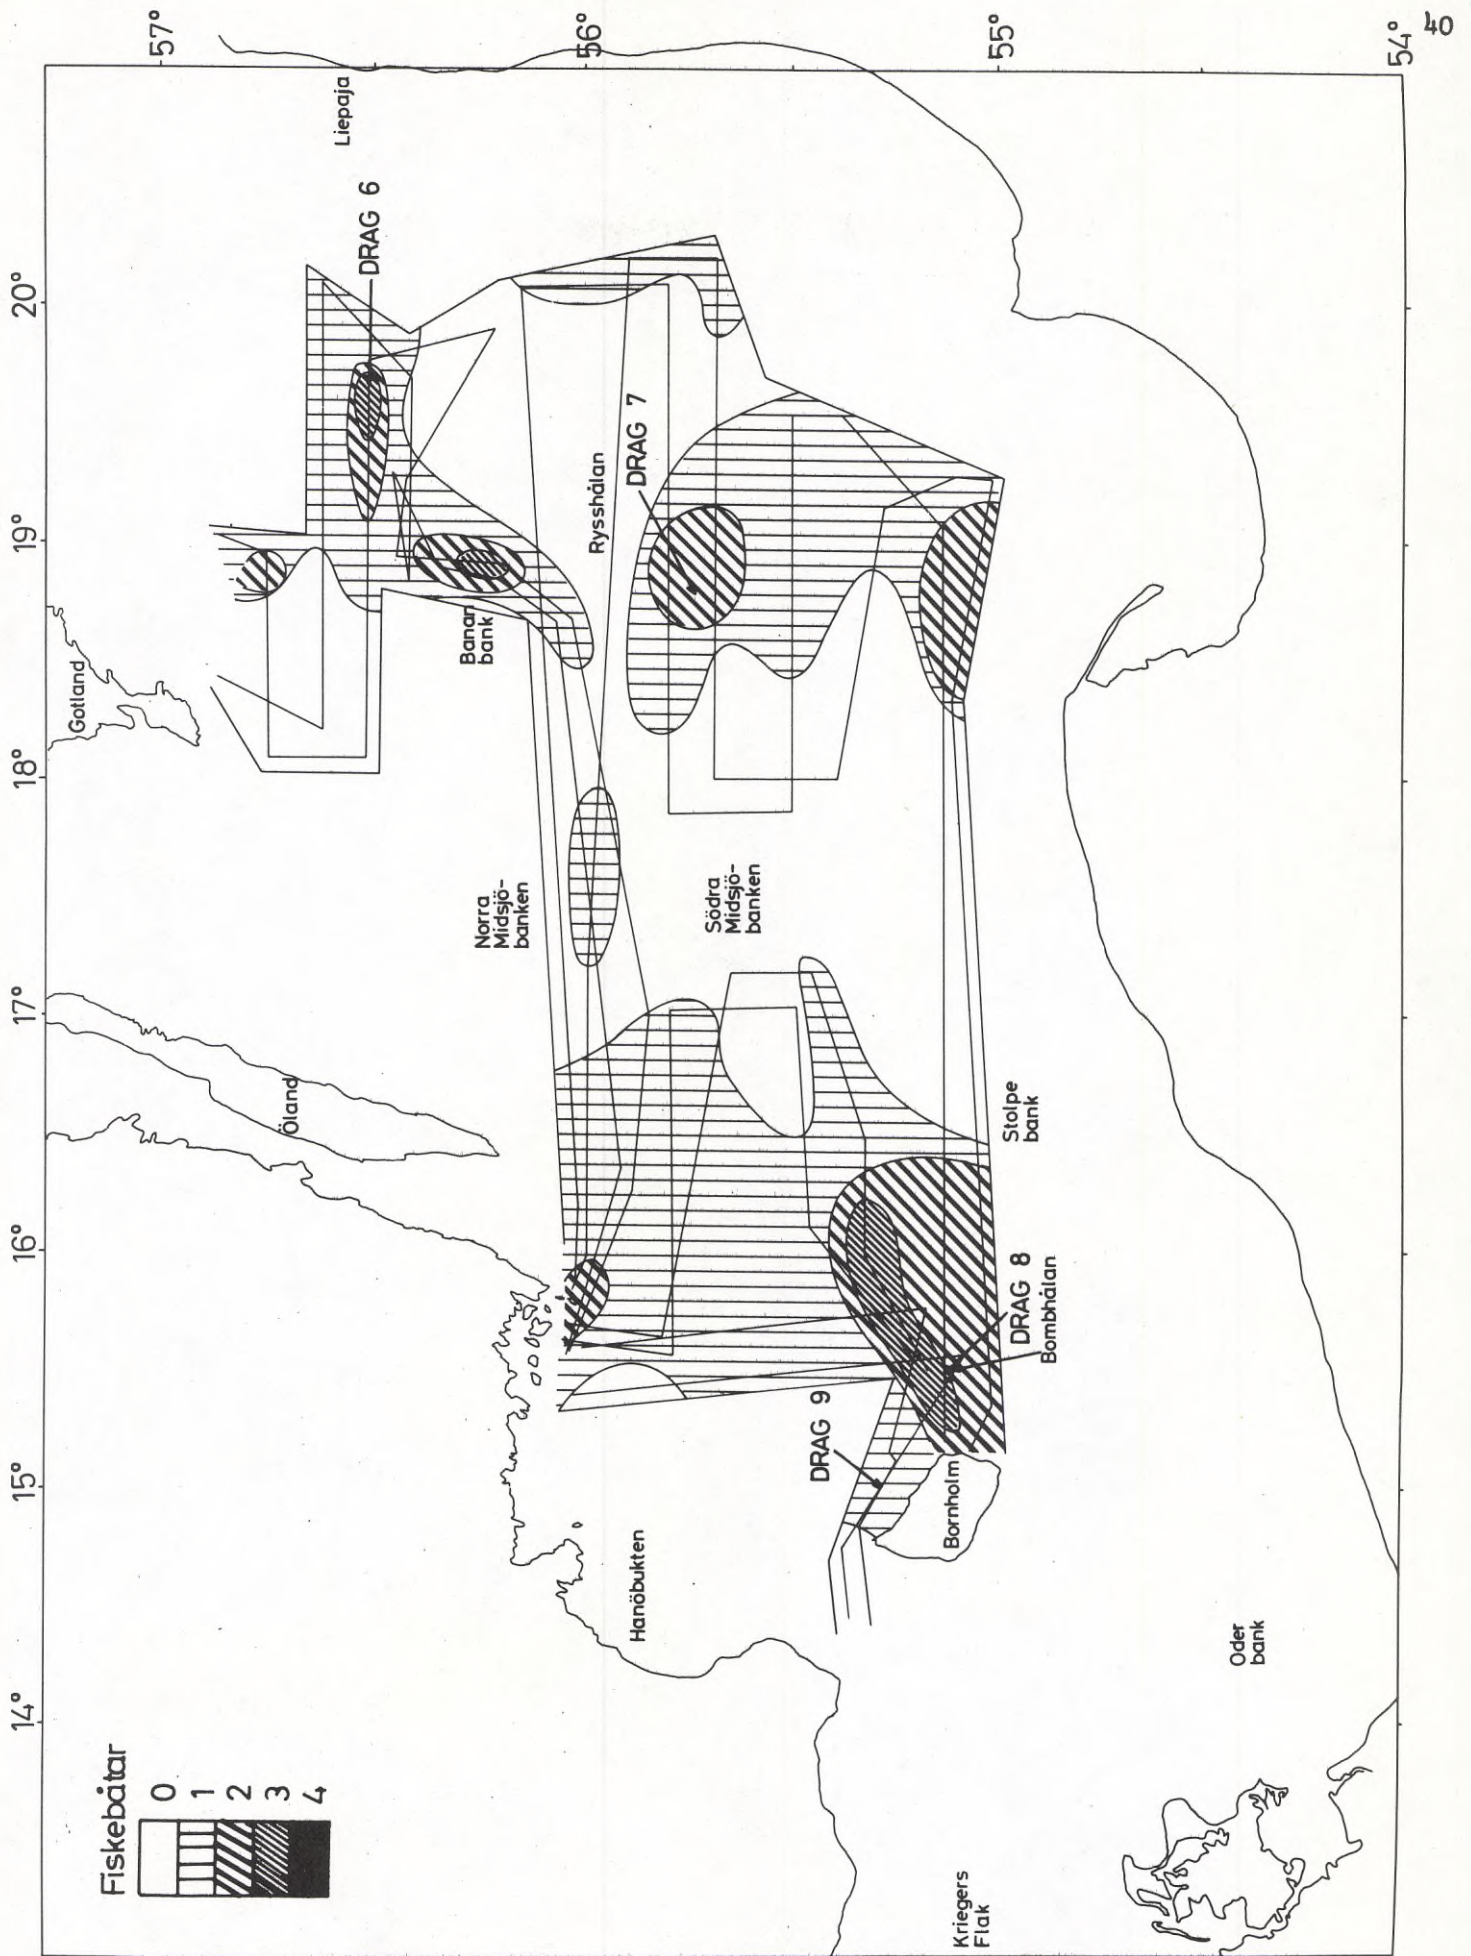 Fiskebåtar
0
1
2
3
4
14°
15°
16°
17°
18°
19°
20°
57°
56°
55°
54°
40
Gotland
Öland
Liepaja
DRAG 6
Banan
bank
Rysshålan
DRAG 7
Norra
Midsjö-
banken
Södra
Midsjö-
banken
Stolpe
bank
DRAG 8
Bombhålan
DRAG 9
Bornholm
Hanöbukten
Oder
bank
Kriegers
Flak